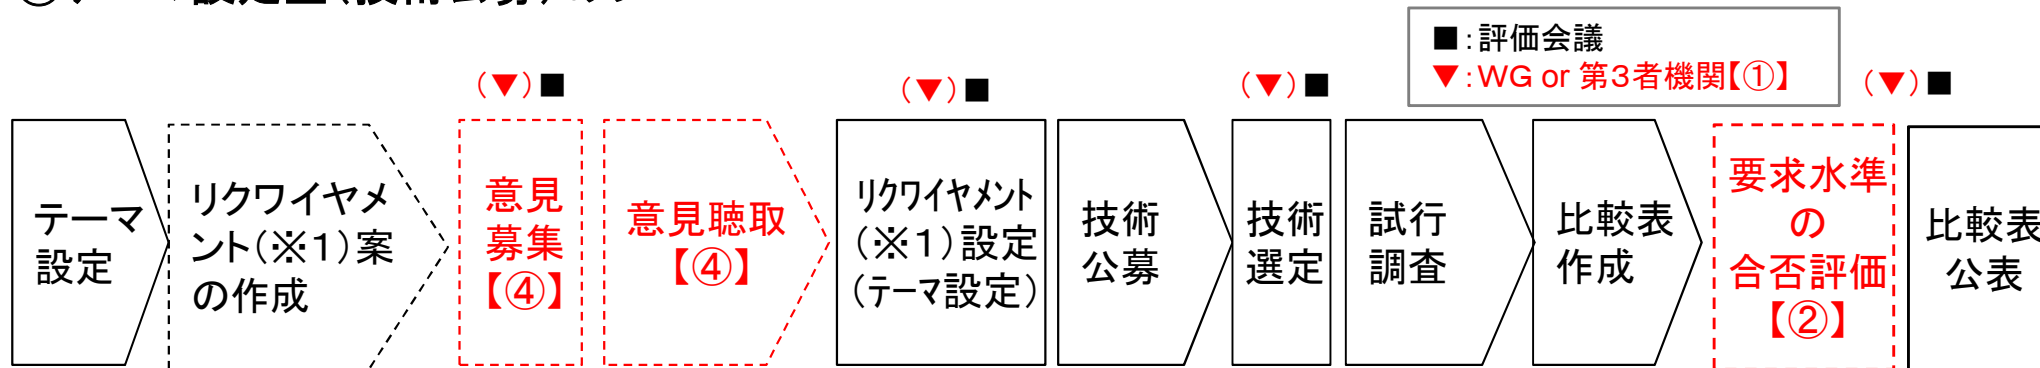 ■:評価会議
▼:WG or 第3者機関【①】
(▼)■
(▼)■
(▼)■
(▼)■
テーマ
設定
リクワイヤメ
ント(※1)案
の作成
意見
募集
【④】
意見聴取
【④】
リクワイヤメント
(※1)設定
(テーマ設定)
技術
公募
技術
選定
試行
調査
比較表
作成
要求水準
の
合否評価
【②】
比較表
公表